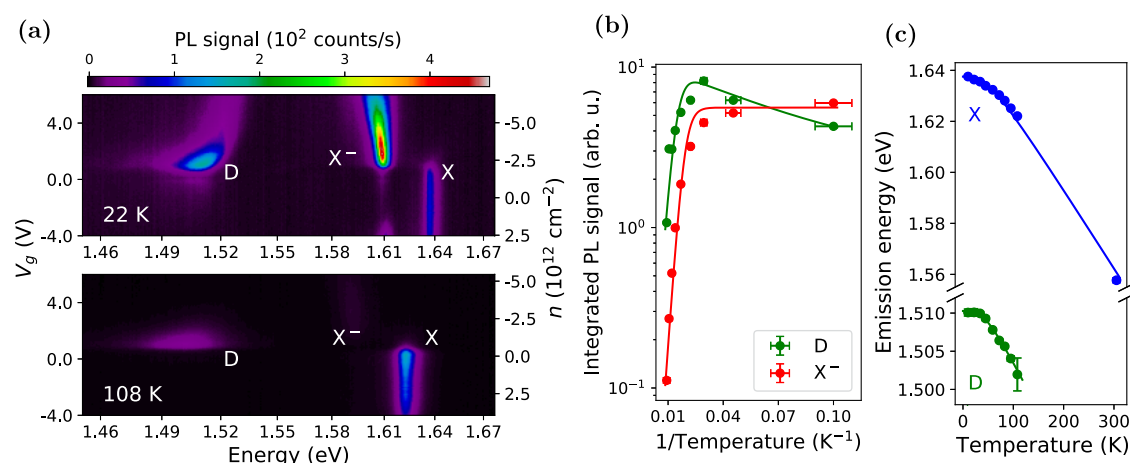 (a)
PL signal (10² counts/s)
0 1 2 3 4
4.0
0.0
-4.0
22 K
D
X⁻
X
-5.0
-2.5
0.0
2.5
1.46 1.49 1.52 1.58 1.61 1.64 1.67
V_g (V)
n (10¹² cm⁻²)
4.0
0.0
-4.0
108 K
D
X⁻
X
-5.0
-2.5
0.0
2.5
1.46 1.49 1.52 1.58 1.61 1.64 1.67
Energy (eV)
(b)
Integrated PL signal (arb. u.)
10¹
10⁰
10⁻¹
D
X⁻
0.01 0.04 0.07 0.10
1/Temperature (K⁻¹)
(c)
Emission energy (eV)
1.64
1.62
1.60
1.58
1.56
1.510
1.505
1.500
X
D
0 100 200 300
Temperature (K)